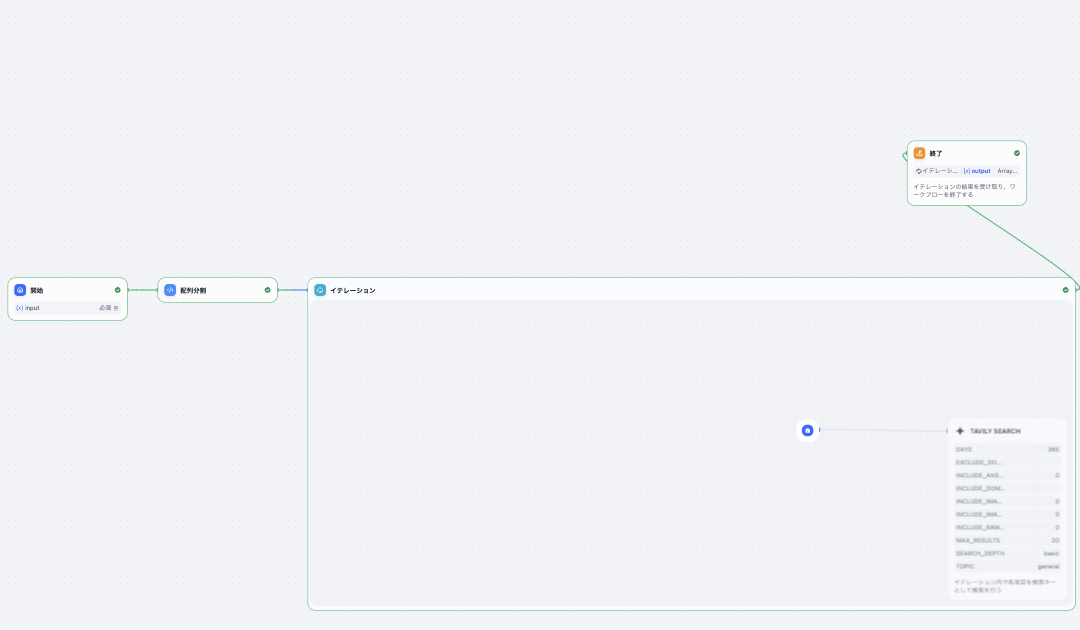 終了
イテレーシ... {x} output Array...
イテレーションの結果を受け取り、ワ
ークフローを終了する
開始
{x} input 必須
配列分割
イテレーション
TAVILY SEARCH
DAYS 365
EXCLUDE_DO...
INCLUDE_ANS... 0
INCLUDE_DOM...
INCLUDE_IMA... 0
INCLUDE_IMA... 0
INCLUDE_RAW... 0
MAX_RESULTS 20
SEARCH_DEPTH basic
TOPIC general
イテレーション内で各項目を検索キー
として検索を行う